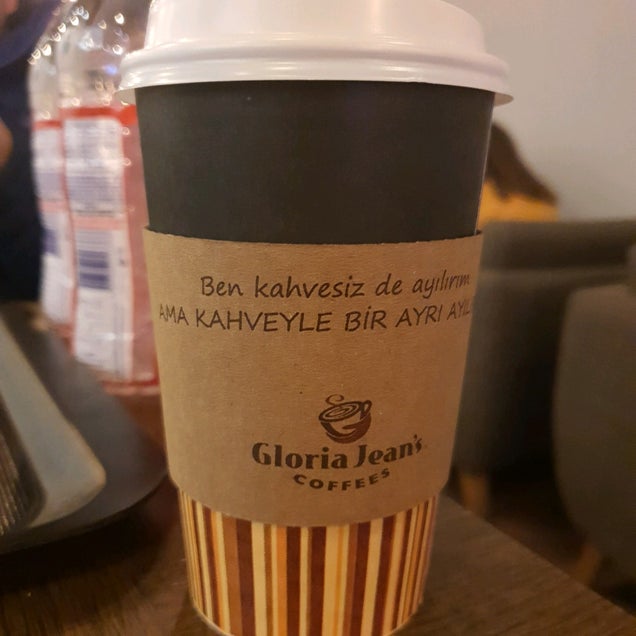 Ben kahvesiz de ayılırım
AMA KAHVEYLE BİR AYRI
Gloria Jean's
COFFEES